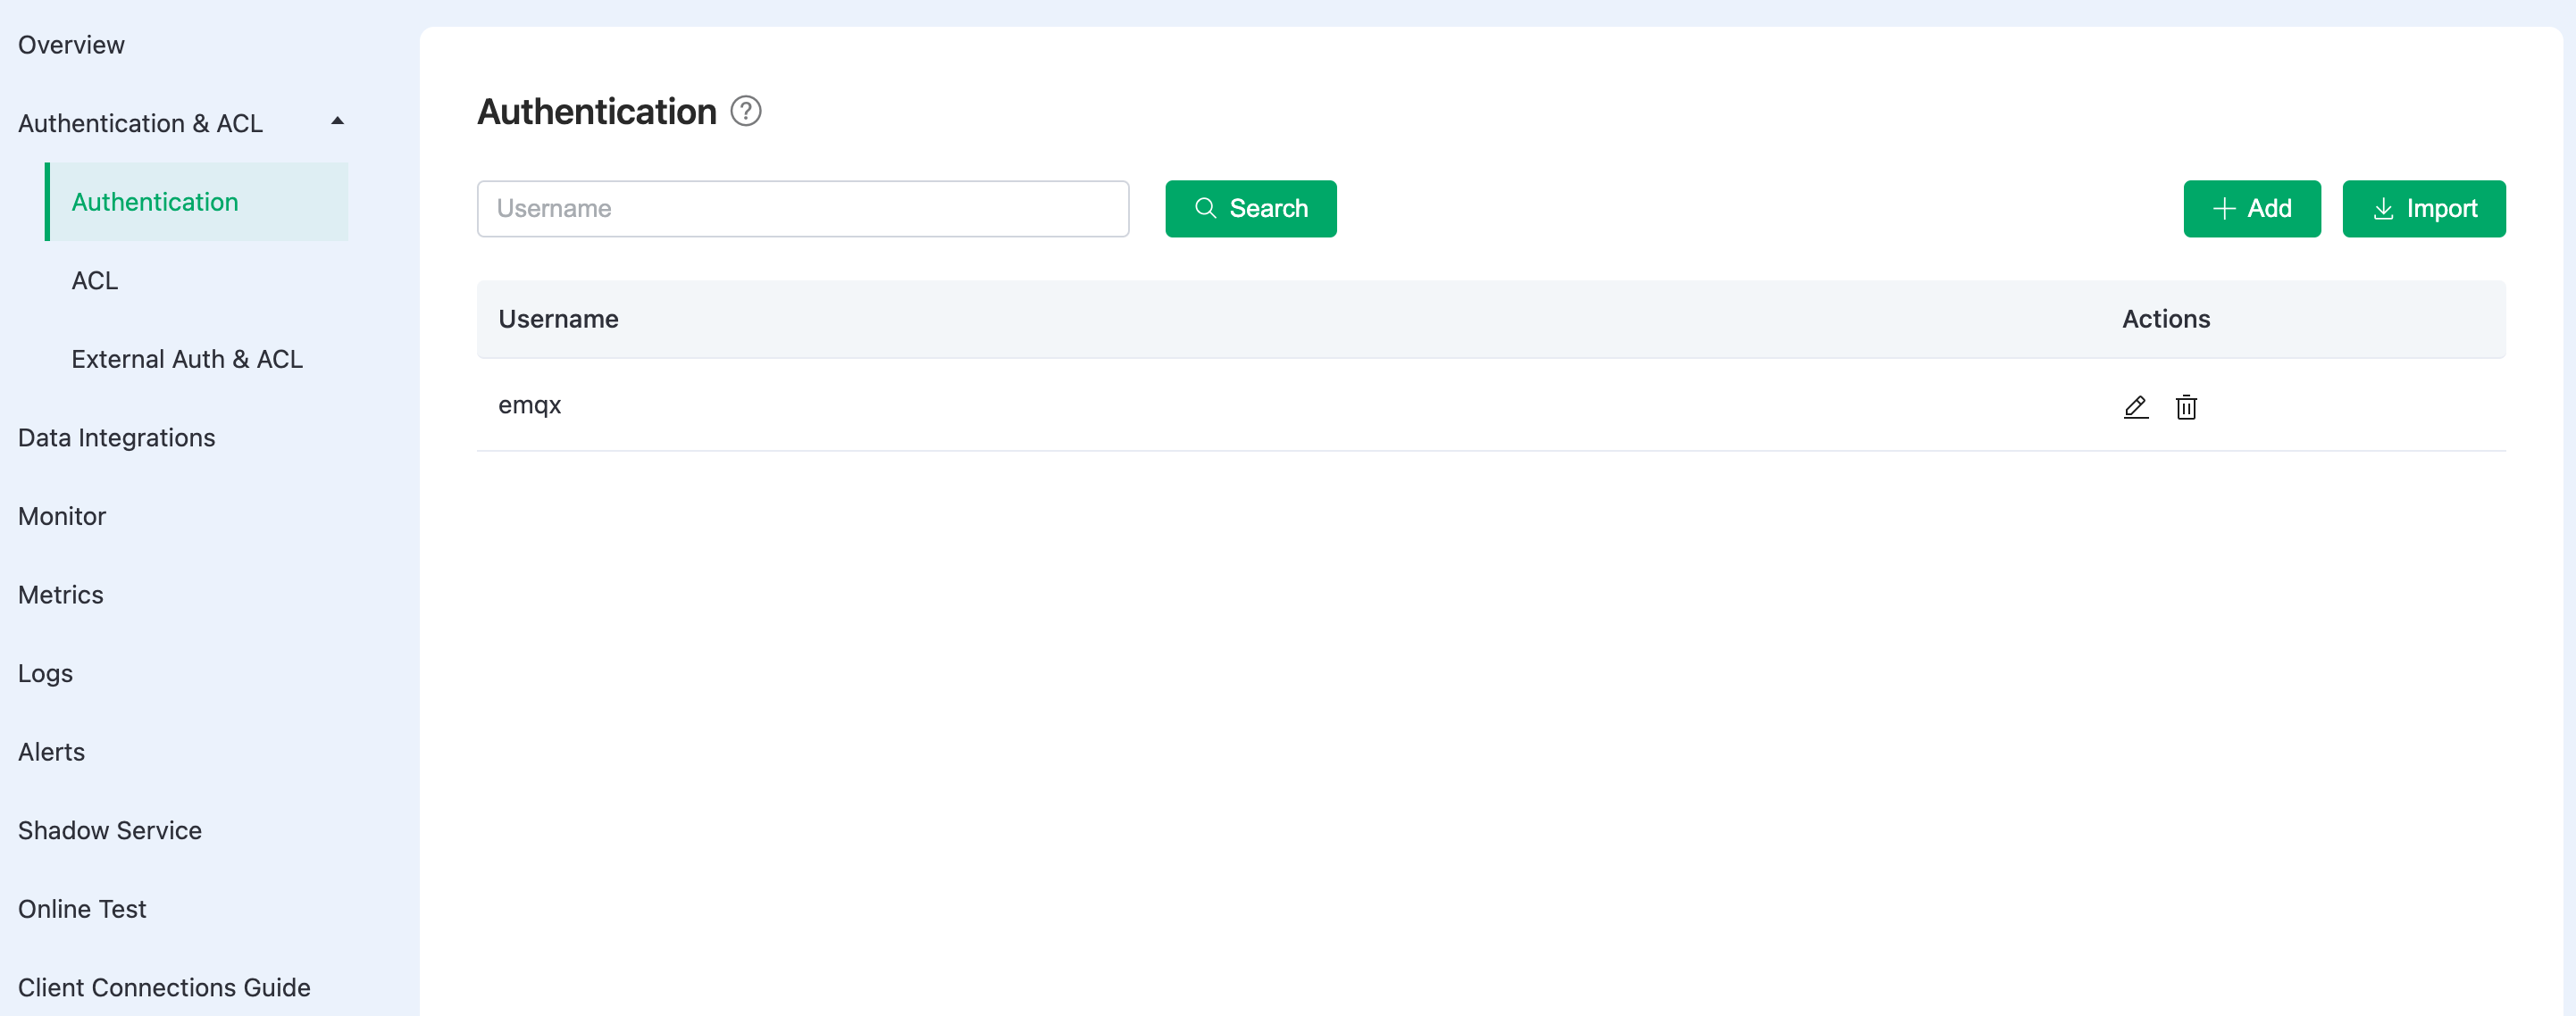 Overview
Authentication & ACL
Authentication
ACL
External Auth & ACL
Data Integrations
Monitor
Metrics
Logs
Alerts
Shadow Service
Online Test
Client Connections Guide
Authentication ?
Username Search Add Import
Username Actions
emqx